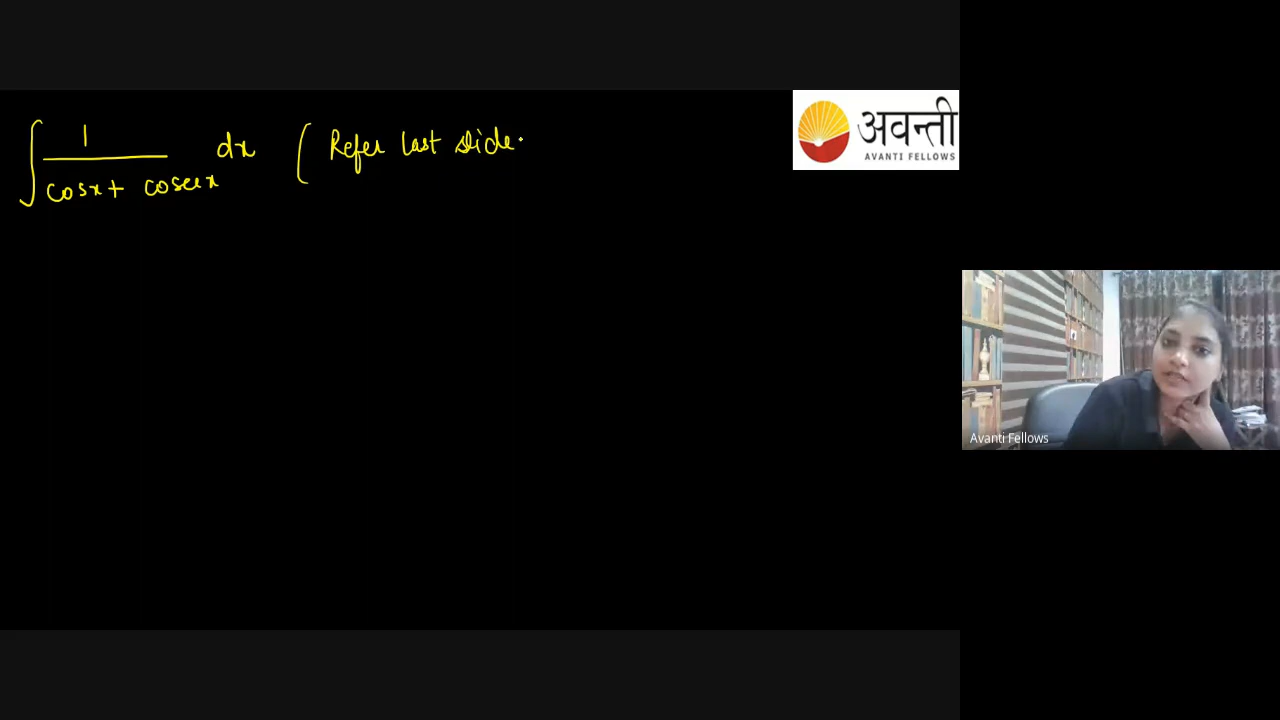 ∫ 1/(cosx + cosecx) dx ( Refer last slide.
अवन्ती
AVANTI FELLOWS
Avanti Fellows